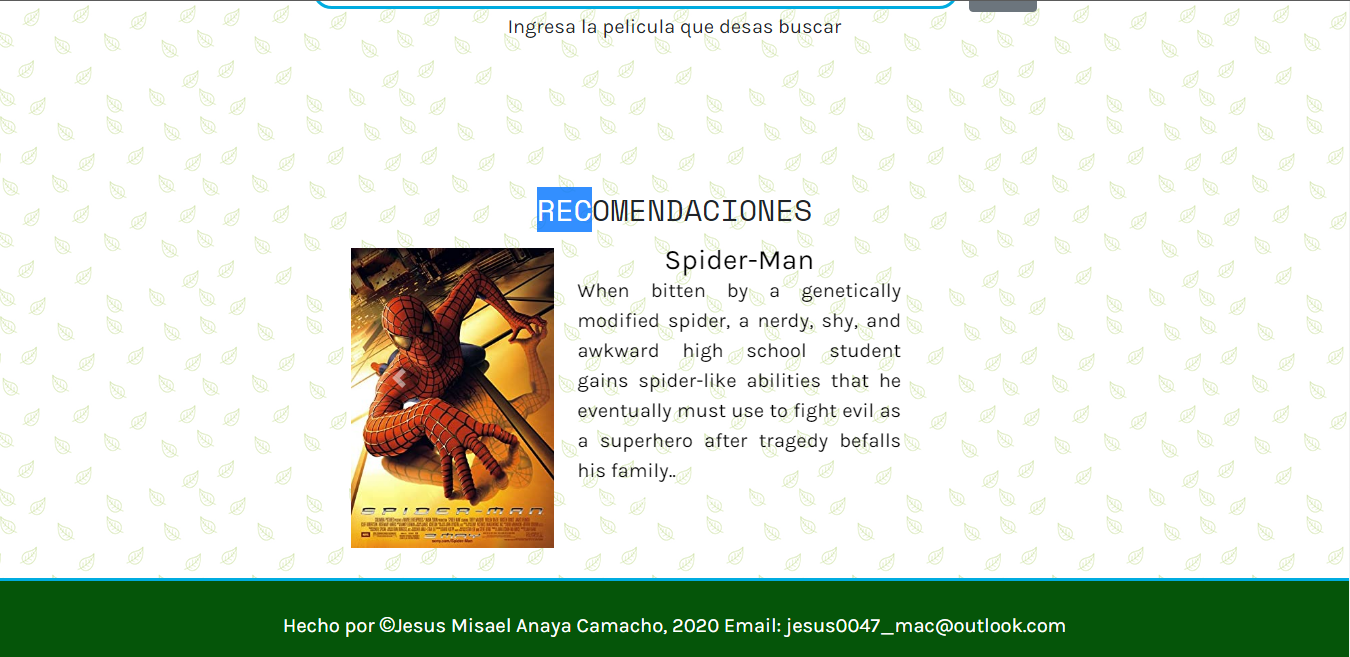 Ingresa la pelicula que desas buscar
RECOMENDACIONES
Spider-Man
When bitten by a genetically
modified spider, a nerdy, shy, and
awkward high school student
gains spider-like abilities that he
eventually must use to fight evil as
a superhero after tragedy befalls
his family..
SPIDER-MAN
Hecho por ©Jesus Misael Anaya Camacho, 2020 Email: jesus0047_mac@outlook.com